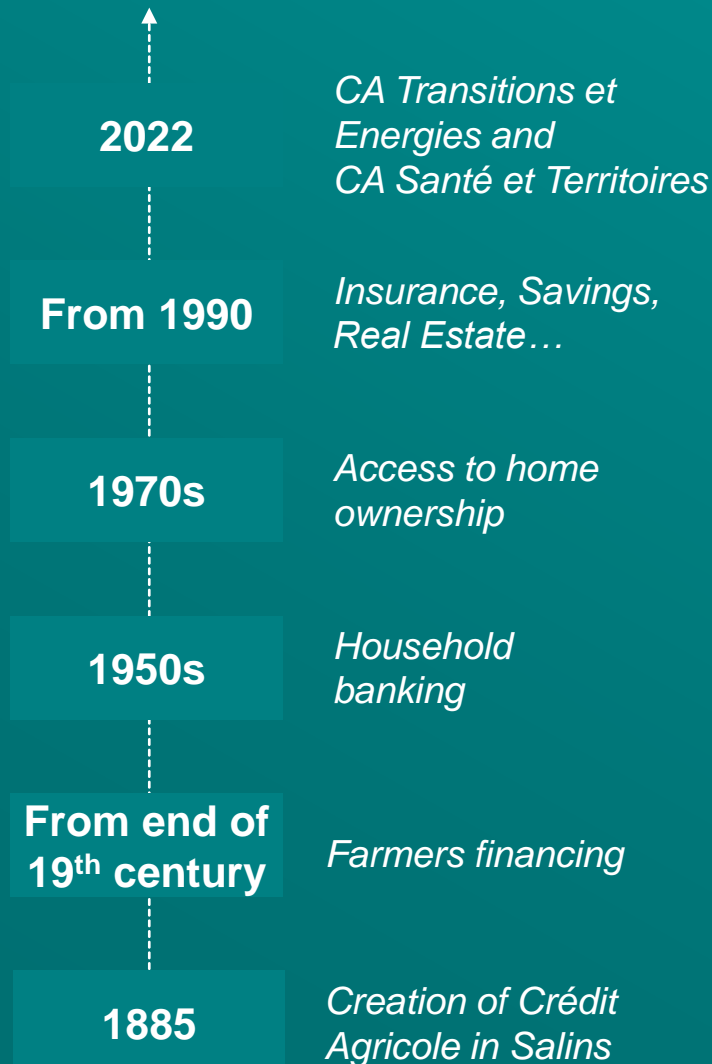 2022
CA Transitions et
Energies and
CA Santé et Territoires
From 1990
Insurance, Savings,
Real Estate…
1970s
Access to home
ownership
1950s
Household
banking
From end of
19th century
Farmers financing
1885
Creation of Crédit
Agricole in Salins